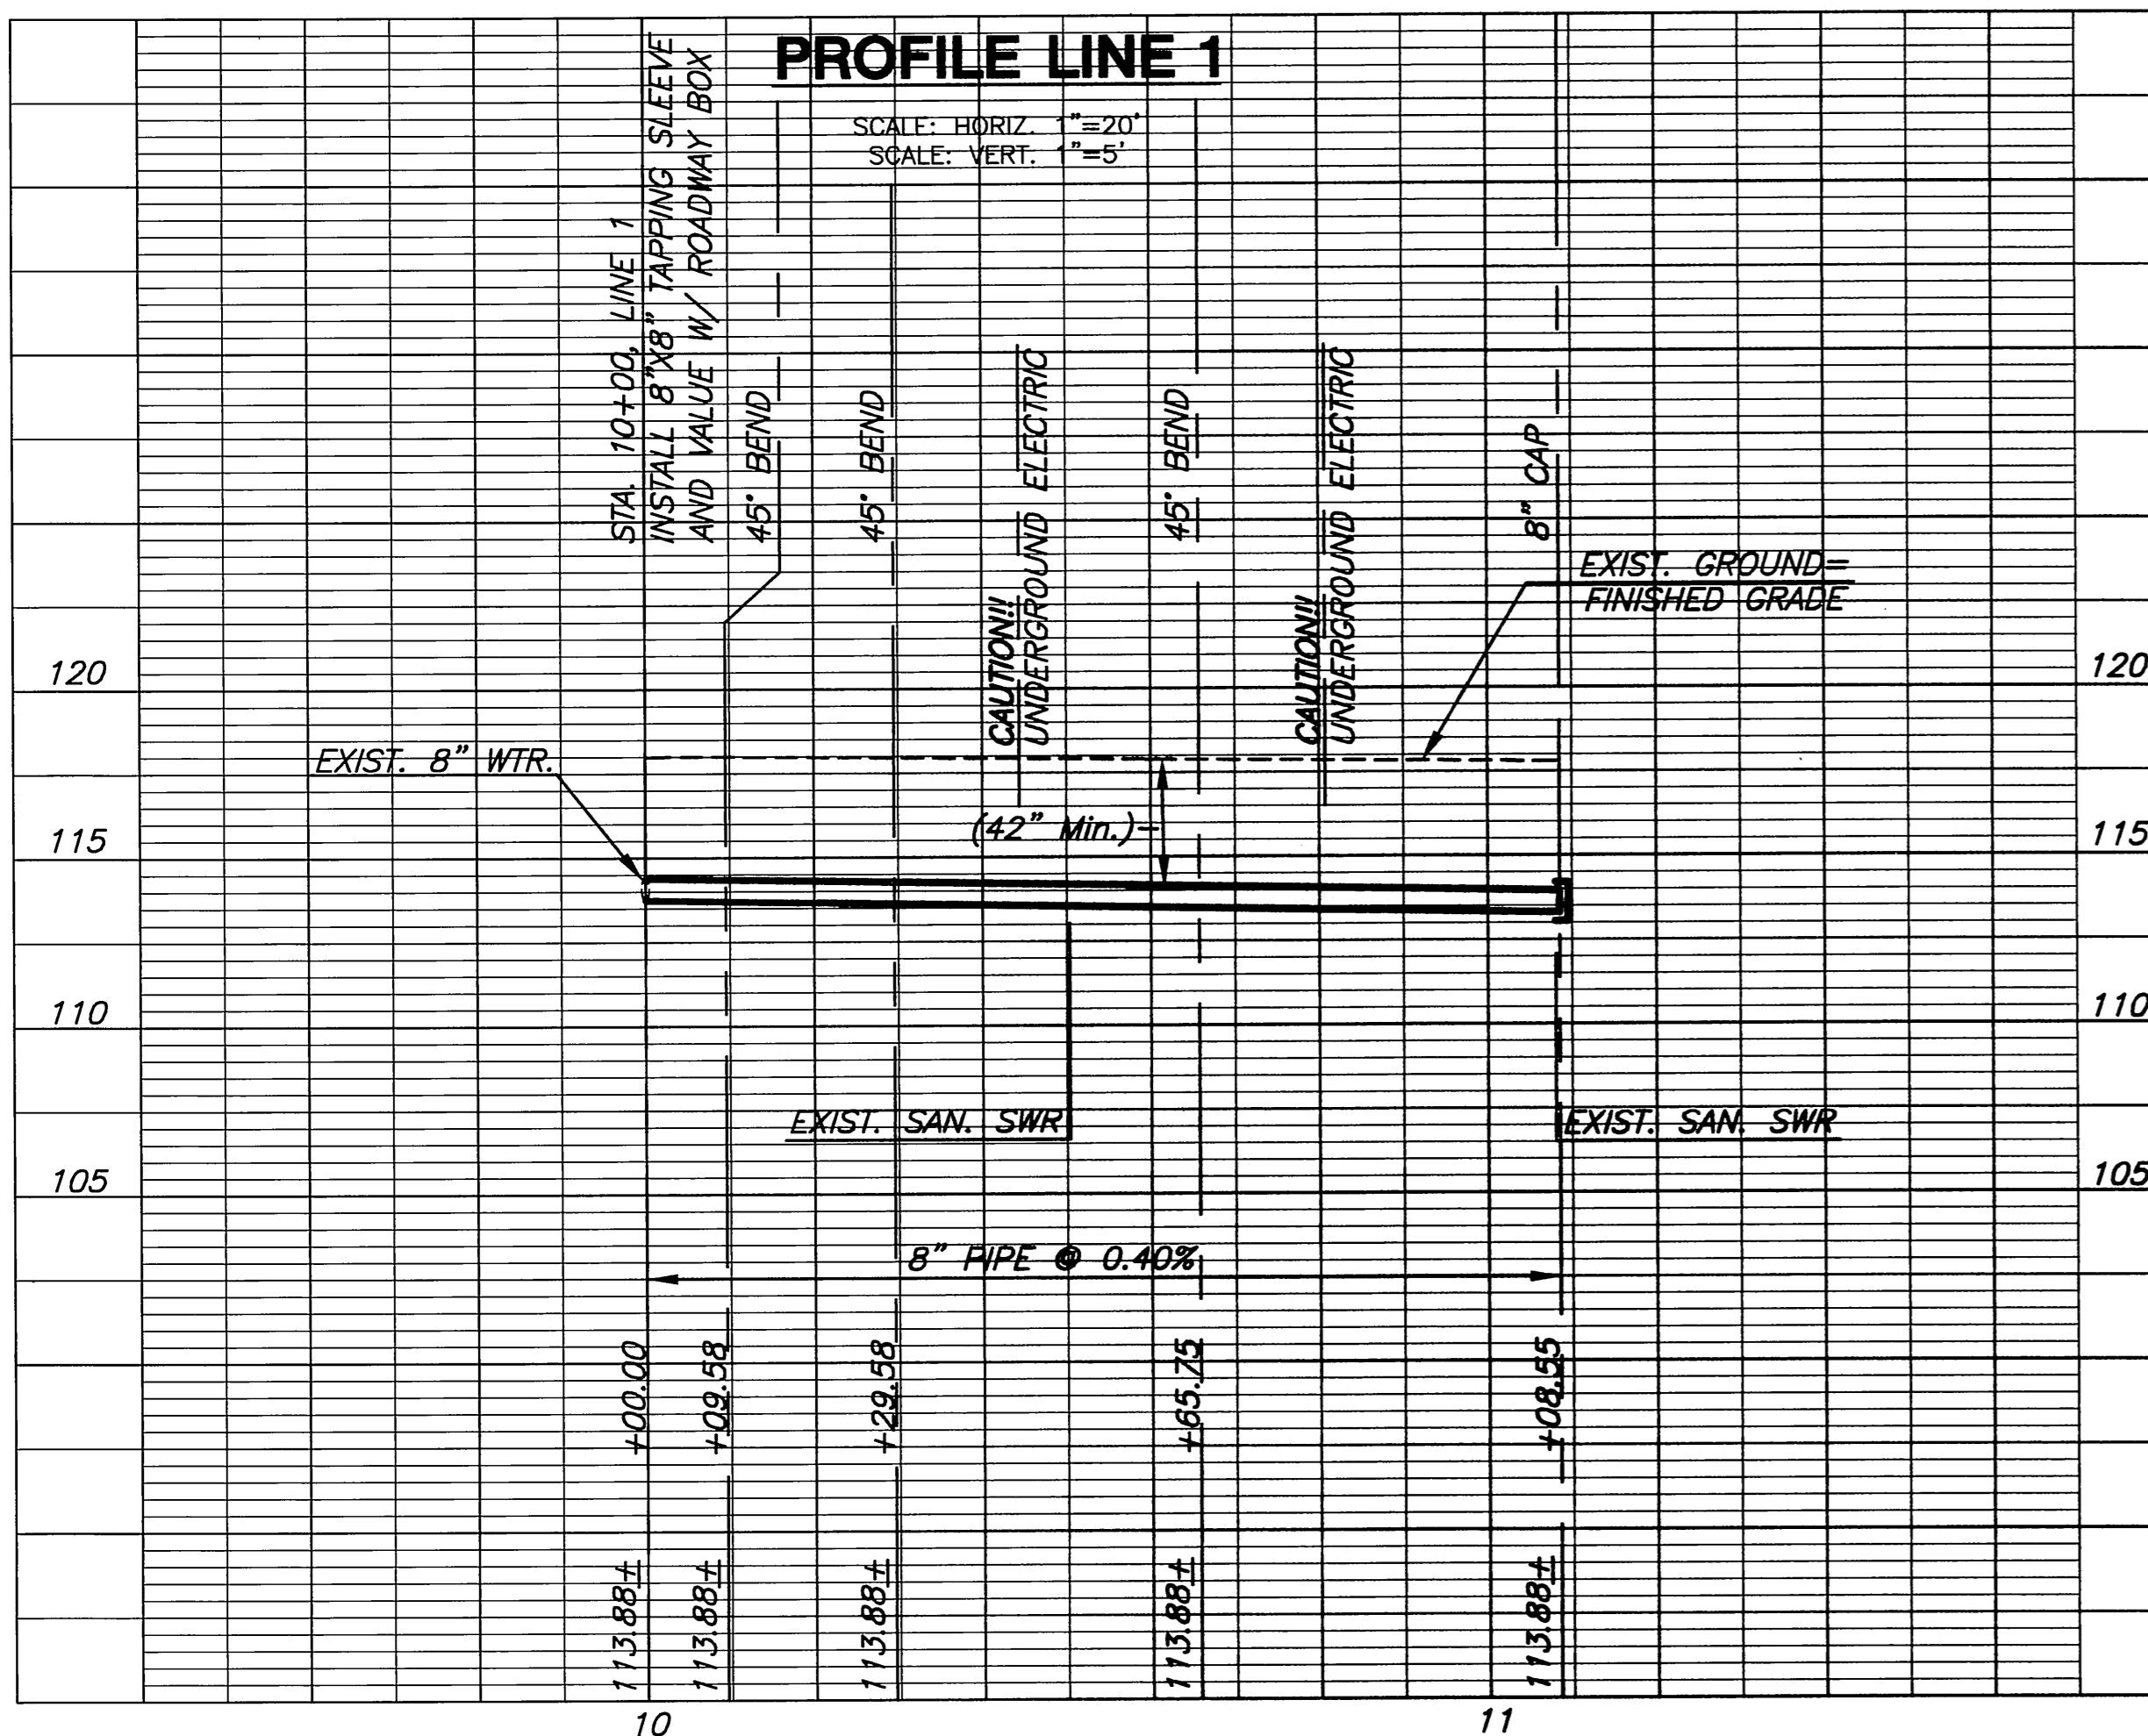 PROFILE LINE 1
SCALE: HORIZ. 1"=20'
SCALE: VERT. 1"=5'
STA. 10+00, LINE 1
INSTALL 8"X8" TAPPING SLEEVE
AND VALUE W/ ROADWAY BOX
45° BEND
45° BEND
CAUTION!!!
UNDERGROUND ELECTRIC
45° BEND
CAUTION!!!
UNDERGROUND ELECTRIC
8" CAP
EXIST. GROUND=
FINISHED GRADE
120
120
EXIST. 8" WTR.
(42" Min.)
115
115
110
110
EXIST. SAN. SWR
EXIST. SAN. SWR
105
105
8" PIPE @ 0.40%
+00.00
+09.58
+29.58
+65.75
+08.55
113.88±
113.88±
113.88±
113.88±
113.88±
10
11